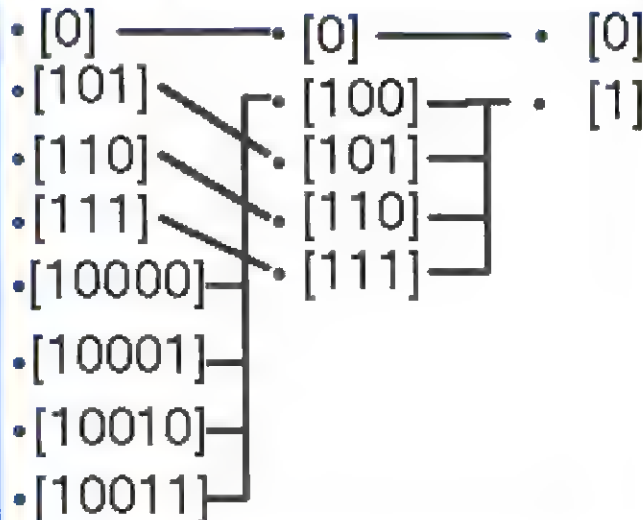 • [0] • [0] • [0]
• [101] • [100] • [1]
• [110] • [101]
• [111] • [110]
• [10000] • [111]
• [10001]
• [10010]
• [10011]